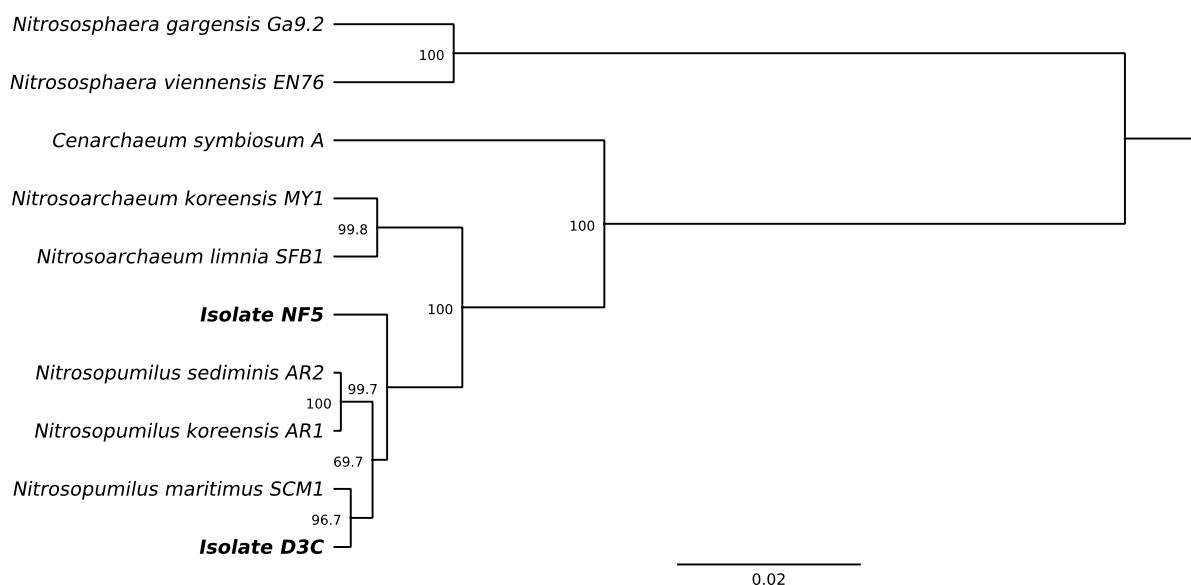 Nitrososphaera gargensis Ga9.2
100
Nitrososphaera viennensis EN76
Cenarchaeum symbiosum A
Nitrosoarchaeum koreensis MY1
99.8
100
Nitrosoarchaeum limnia SFB1
100
Isolate NF5
Nitrosopumilus sediminis AR2
99.7
100
Nitrosopumilus koreensis AR1
69.7
Nitrosopumilus maritimus SCM1
96.7
Isolate D3C
0.02